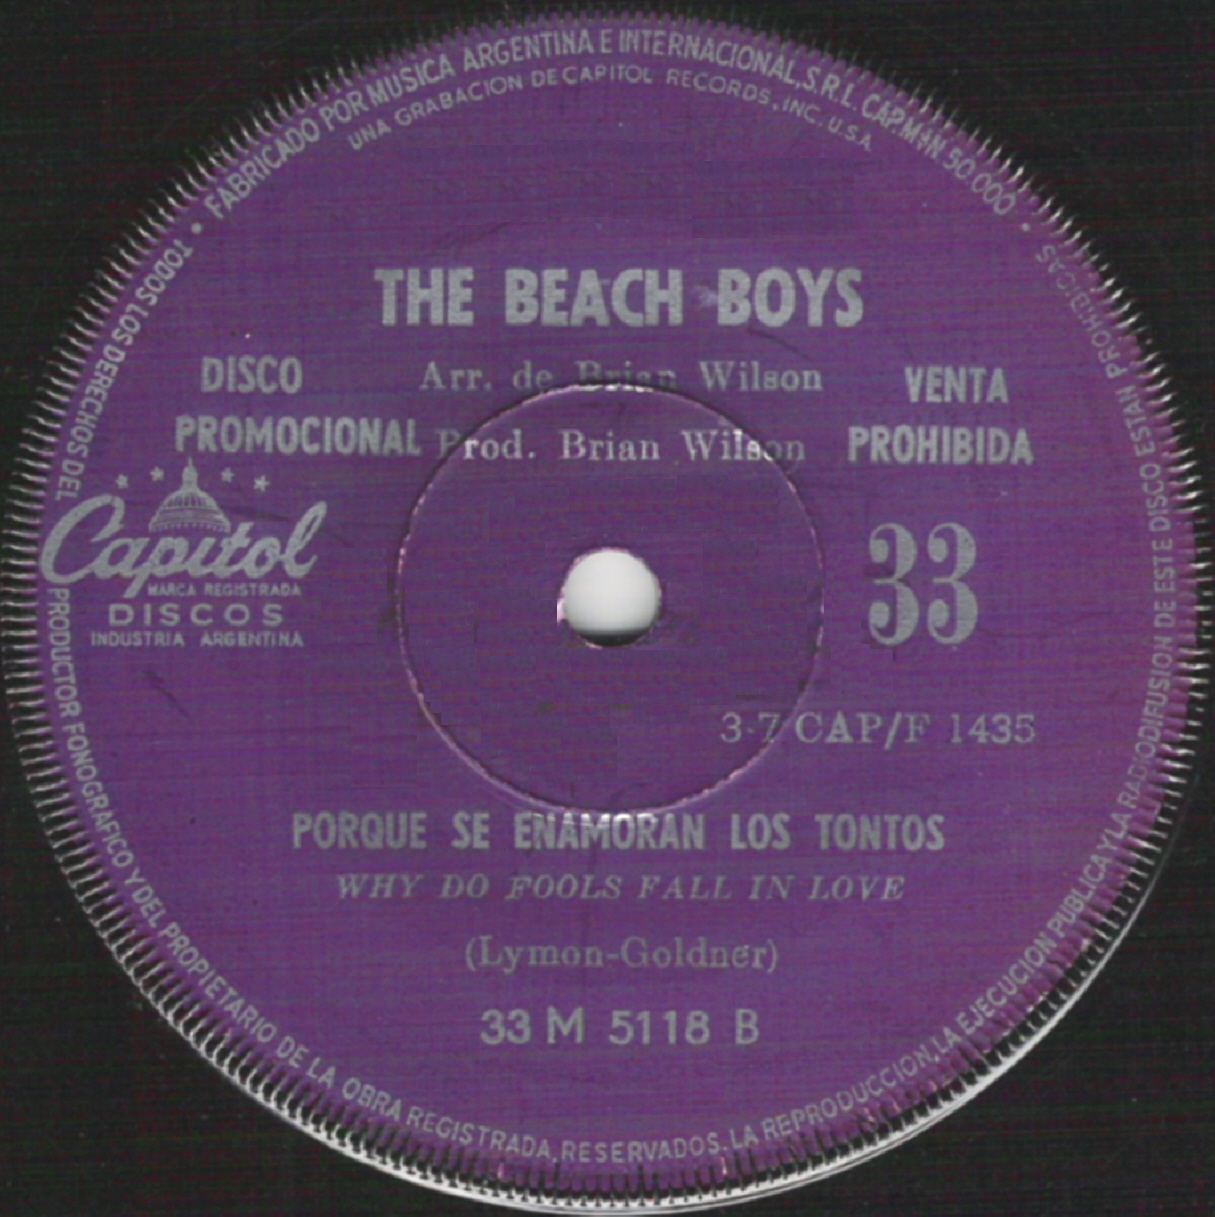 FABRICADO POR MUSICA ARGENTINA E INTERNACIONAL, S.R.L. CAP. M$N 50 000
UNA GRABACION DE CAPITOL RECORDS, INC. U.S.A.
THE BEACH BOYS
DISCO PROMOCIONAL
Arr. de Brian Wilson
Prod. Brian Wilson
VENTA PROHIBIDA
Capitol
MARCA REGISTRADA
DISCOS
INDUSTRIA ARGENTINA
33
3-7 CAP/F 1435
PORQUE SE ENAMORAN LOS TONTOS
WHY DO FOOLS FALL IN LOVE
(Lymon-Goldner)
33 M 5118 B
TODOS LOS DERECHOS DEL PRODUCTOR FONOGRAFICO Y DEL PROPIETARIO DE LA OBRA REGISTRADA, RESERVADOS. LA REPRODUCCION, LA EJECUCION PUBLICA Y LA RADIODIFUSION DE ESTE DISCO ESTAN PROHIBIDAS